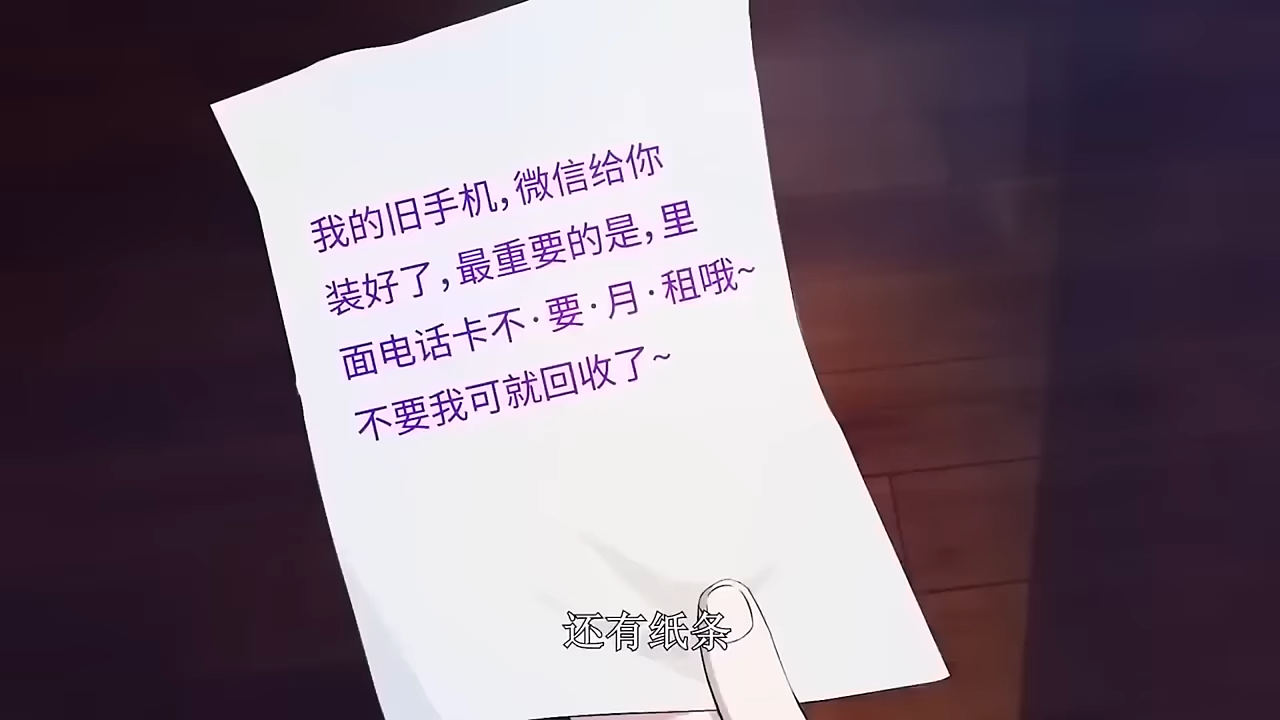 我的旧手机，微信给你
装好了，最重要的是，里
面电话卡不·要·月·租哦~
不要我可就回收了~
还有纸条